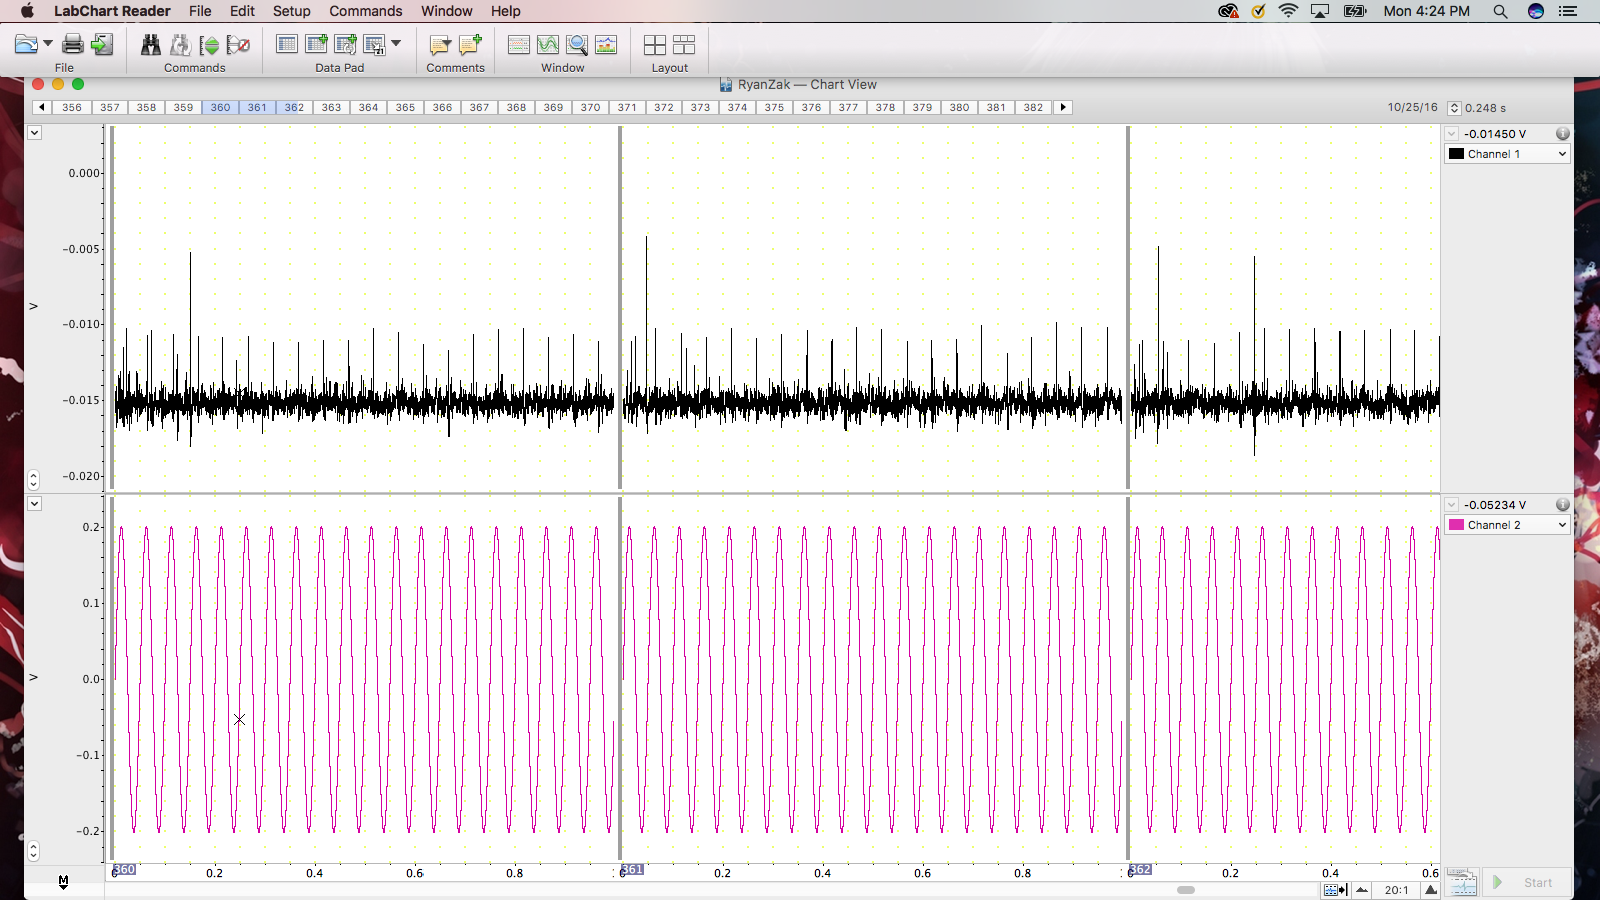 LabChart Reader File Edit Setup Commands Window Help Mon 4:24 PM
File Commands Data Pad Comments Window Layout
RyanZak — Chart View
356 357 358 359 360 361 362 363 364 365 366 367 368 369 370 371 372 373 374 375 376 377 378 379 380 381 382 10/25/16 0.248 s
-0.01450 V
Channel 1
0.000
-0.005
-0.010
-0.015
-0.020
-0.05234 V
Channel 2
0.2
0.1
0.0
-0.1
-0.2
360 361 362
0 0.2 0.4 0.6 0.8 0 0.2 0.4 0.6 0.8 0 0.2 0.4 0.6
M
20:1 Start